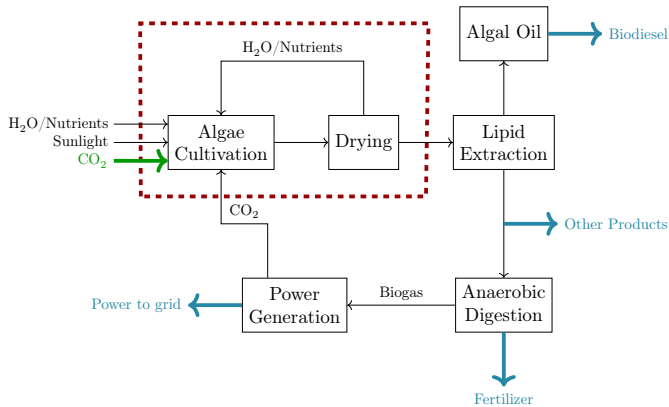 Algal Oil
Biodiesel
H₂O/Nutrients
H₂O/Nutrients
Sunlight
CO₂
Algae
Cultivation
Drying
Lipid
Extraction
CO₂
Other Products
Power to grid
Power
Generation
Biogas
Anaerobic
Digestion
Fertilizer